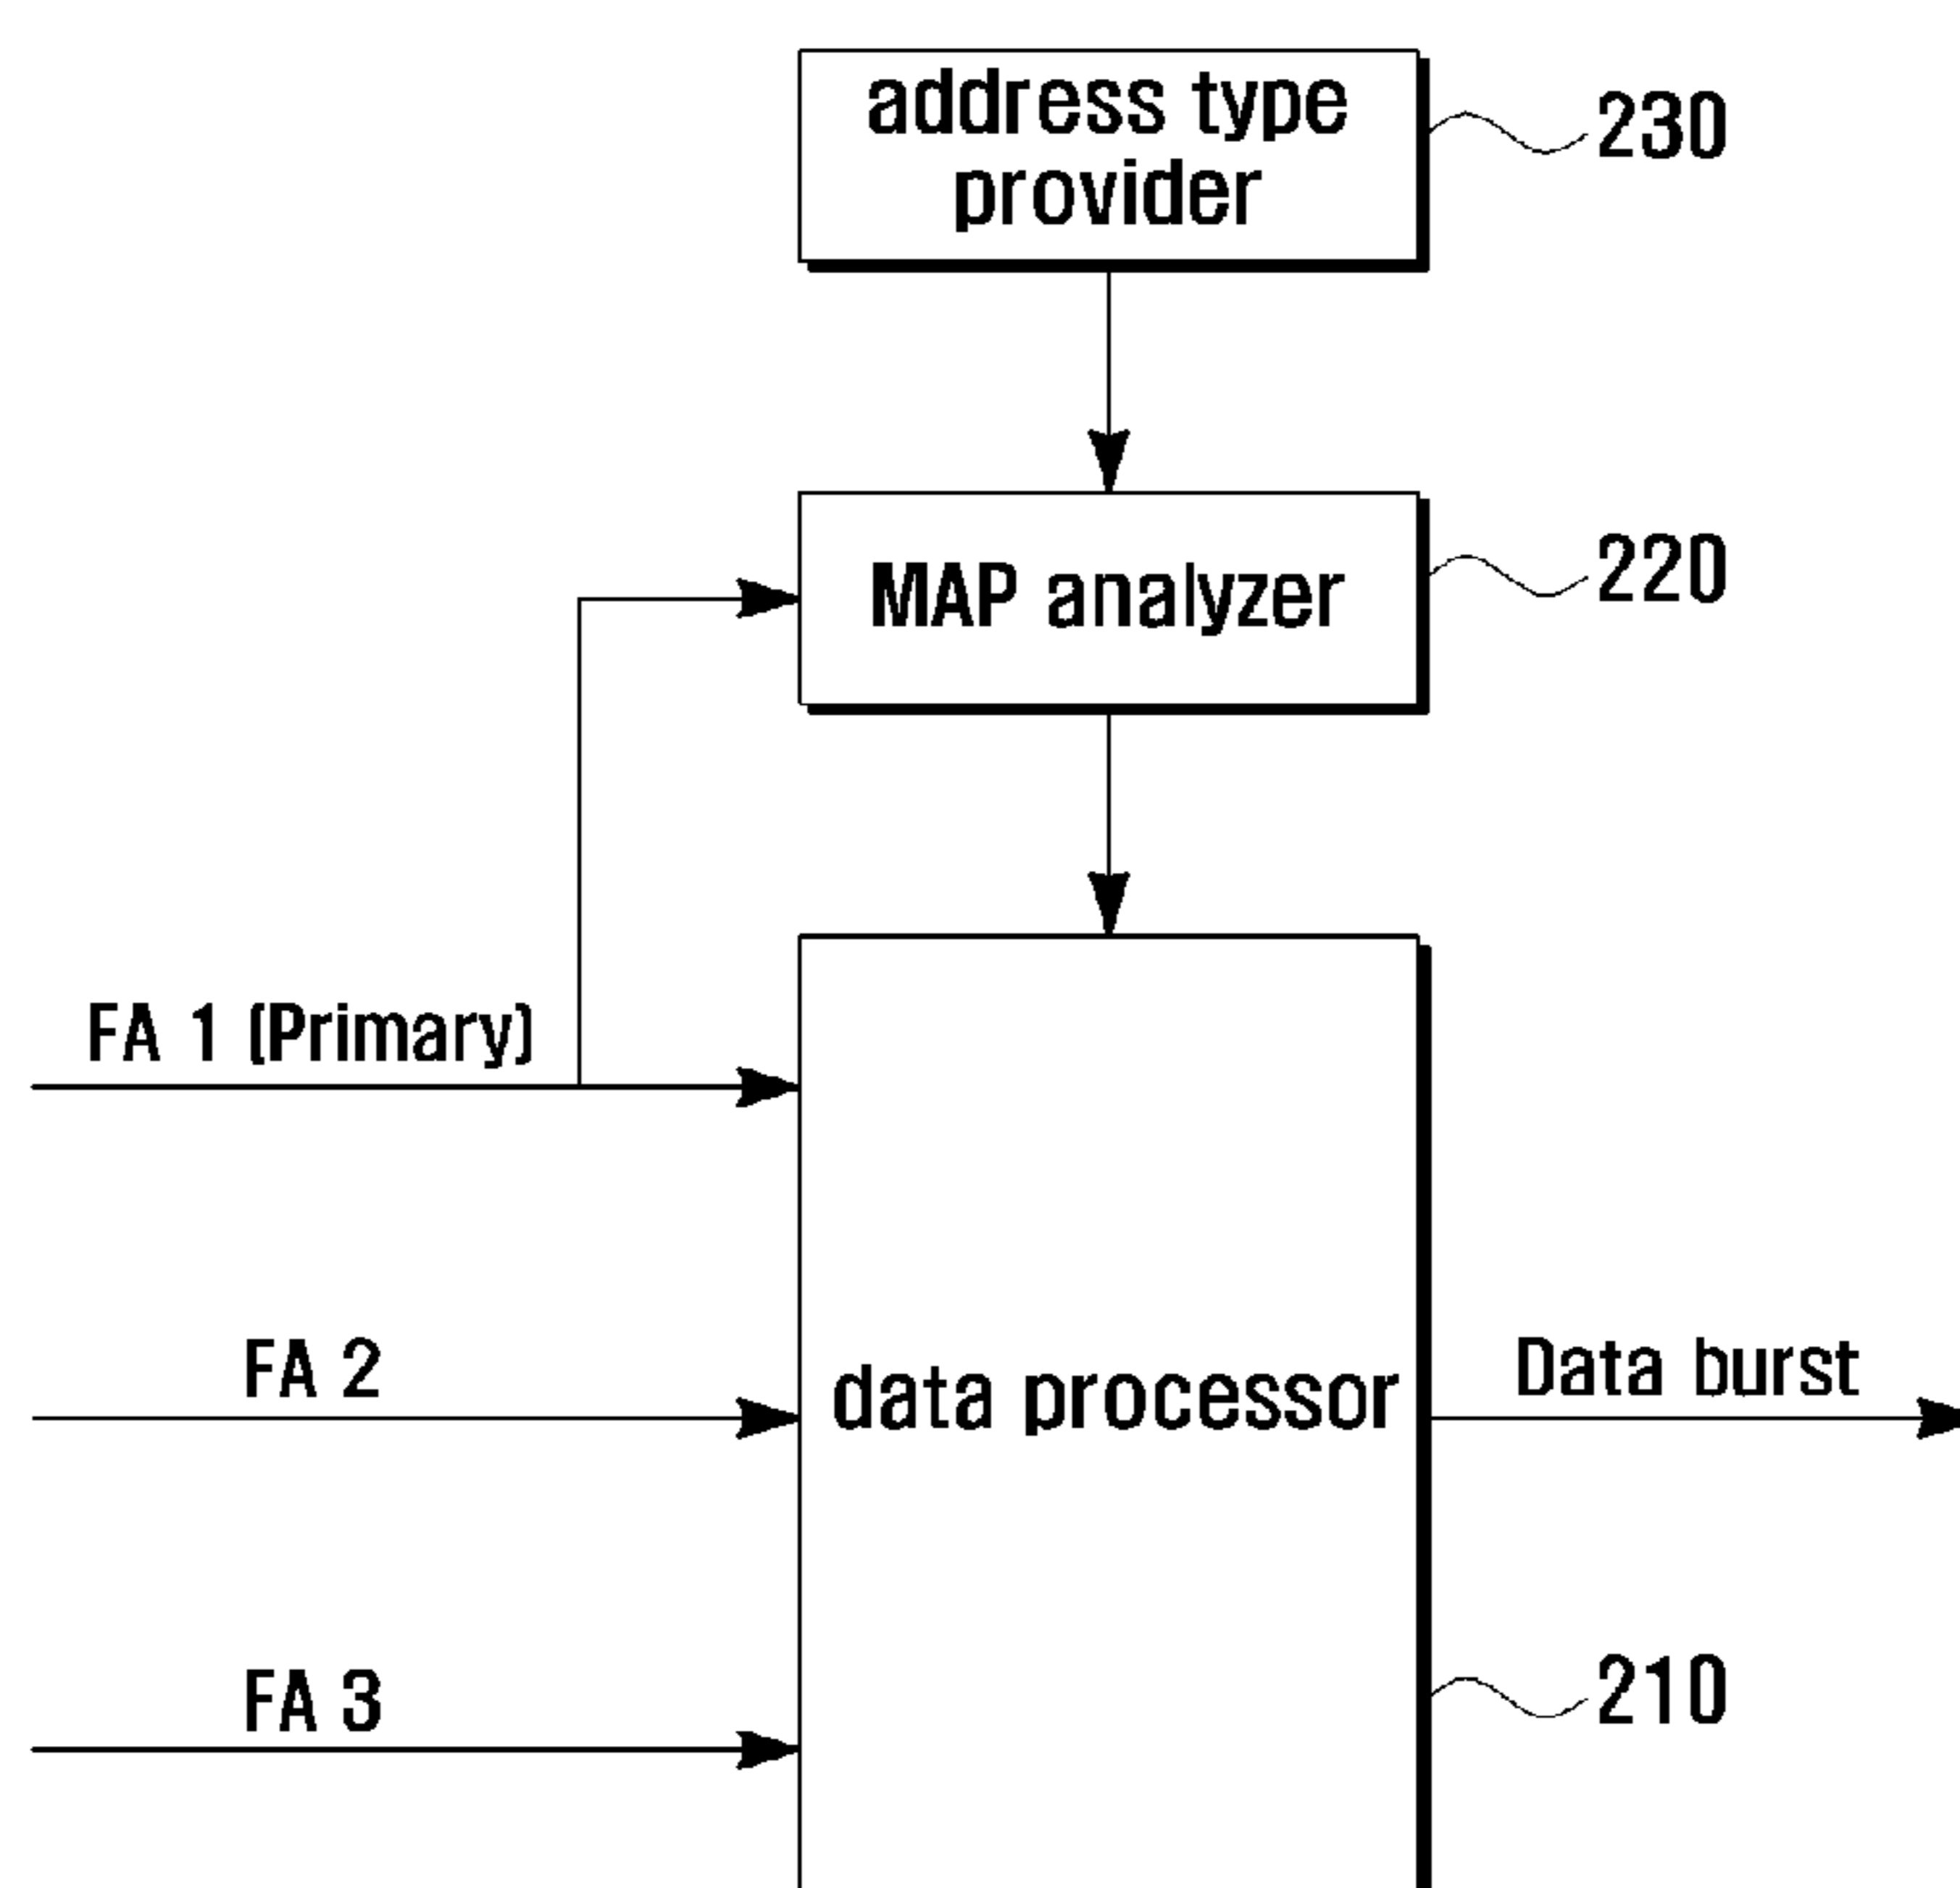 address type
provider
230
MAP analyzer
220
FA 1 (Primary)
FA 2
data processor
Data burst
FA 3
210